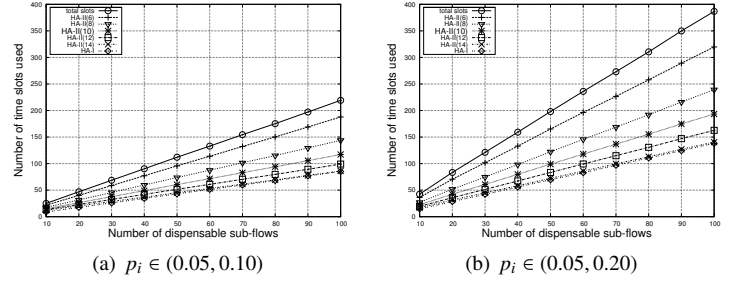 400
350
300
250
200
150
100
50
0
Number of time slots used
total slots
HA-II(6)
HA-II(8)
HA-II(10)
HA-II(12)
HA-II(14)
HA-I
10 20 30 40 50 60 70 80 90 100
Number of dispensable sub-flows
(a) pᵢ ∈ (0.05, 0.10)
400
350
300
250
200
150
100
50
0
Number of time slots used
total slots
HA-II(6)
HA-II(8)
HA-II(10)
HA-II(12)
HA-II(14)
HA-I
10 20 30 40 50 60 70 80 90 100
Number of dispensable sub-flows
(b) pᵢ ∈ (0.05, 0.20)